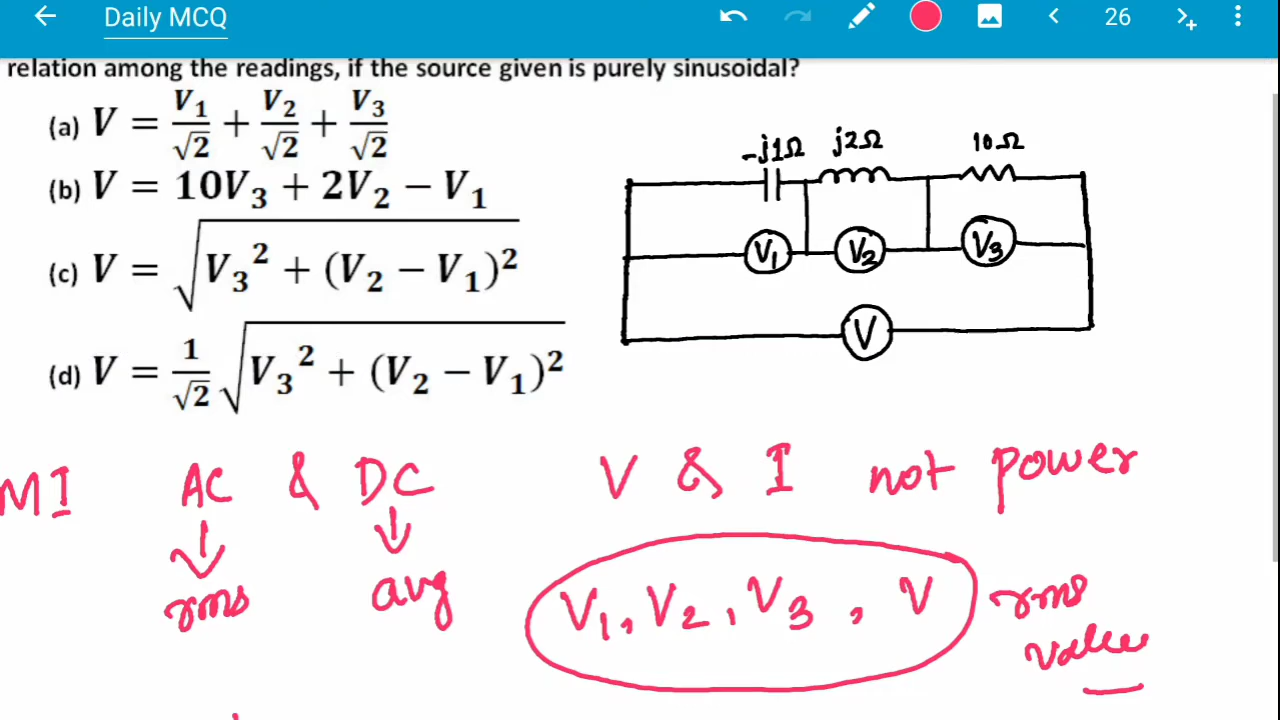 Daily MCQ
26
relation among the readings, if the source given is purely sinusoidal?
(a) V = V₁/√2 + V₂/√2 + V₃/√2
(b) V = 10V₃ + 2V₂ − V₁
(c) V = √(V₃² + (V₂ − V₁)²)
(d) V = 1/√2 √(V₃² + (V₂ − V₁)²)
-j1Ω j2Ω 10Ω
V₁ V₂ V₃
V
MI AC & DC V & I not power
rms avg V₁, V₂, V₃, V rms
value